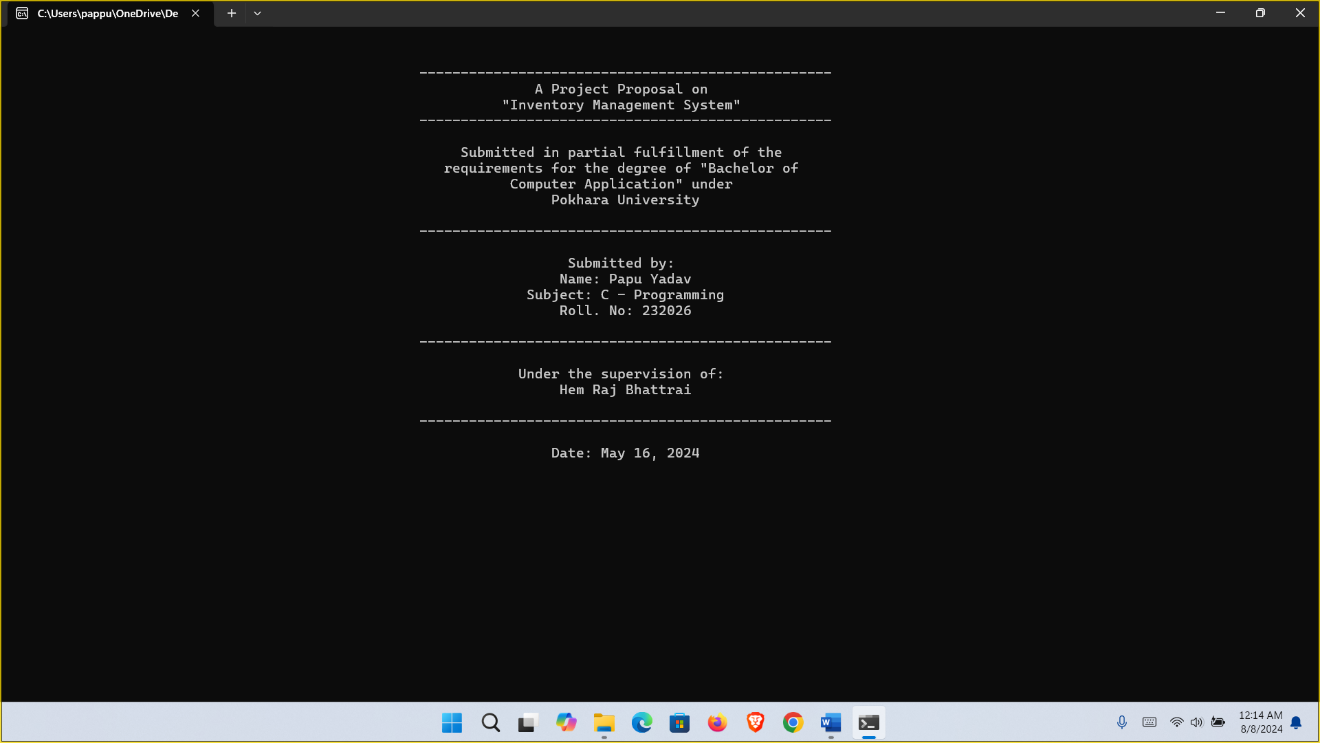 C:\Users\pappu\OneDrive\De
--------------------------------------------------
A Project Proposal on
"Inventory Management System"
--------------------------------------------------
Submitted in partial fulfillment of the
requirements for the degree of "Bachelor of
Computer Application" under
Pokhara University
--------------------------------------------------
Submitted by:
Name: Papu Yadav
Subject: C - Programming
Roll. No: 232026
--------------------------------------------------
Under the supervision of:
Hem Raj Bhattrai
--------------------------------------------------
Date: May 16, 2024
12:14 AM
8/8/2024